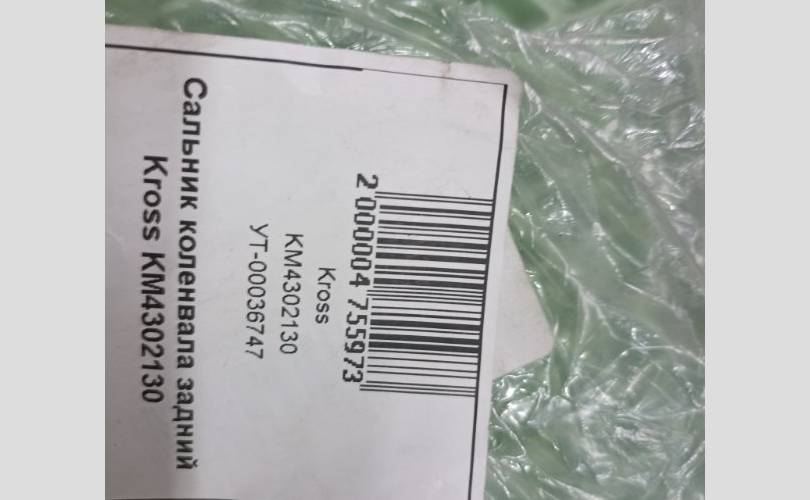 2 000004 755973
Kross
KM4302130
УТ-00036747
Сальник коленвала задний
Kross KM4302130